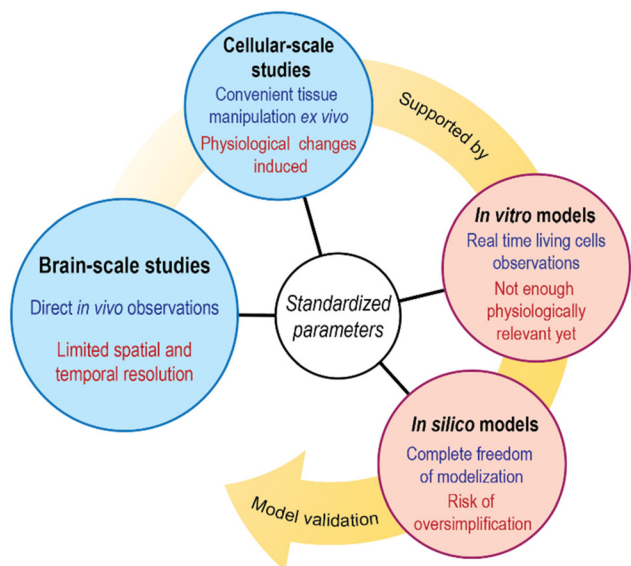 Cellular-scale
studies
Convenient tissue
manipulation ex vivo
Physiological changes
induced
Supported by
In vitro models
Real time living cells
observations
Not enough
physiologically
relevant yet
Brain-scale studies
Direct in vivo observations
Limited spatial and
temporal resolution
Standardized
parameters
In silico models
Complete freedom
of modelization
Risk of
oversimplification
Model validation